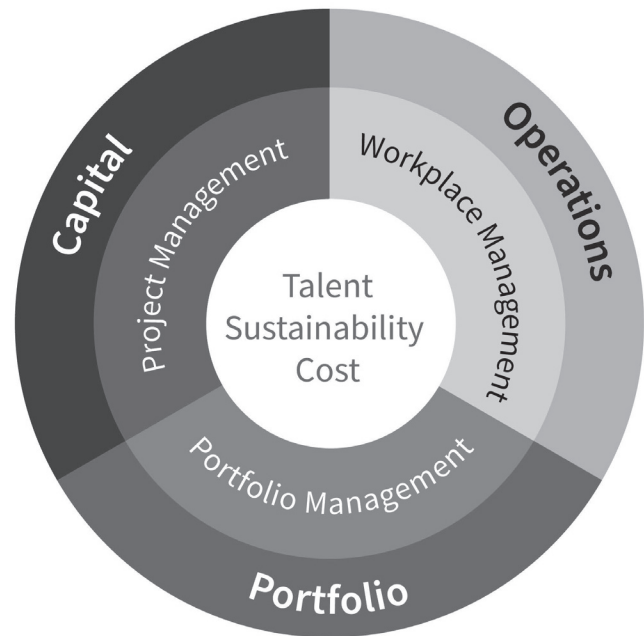 Capital
Operations
Portfolio
Project Management
Workplace Management
Portfolio Management
Talent
Sustainability
Cost